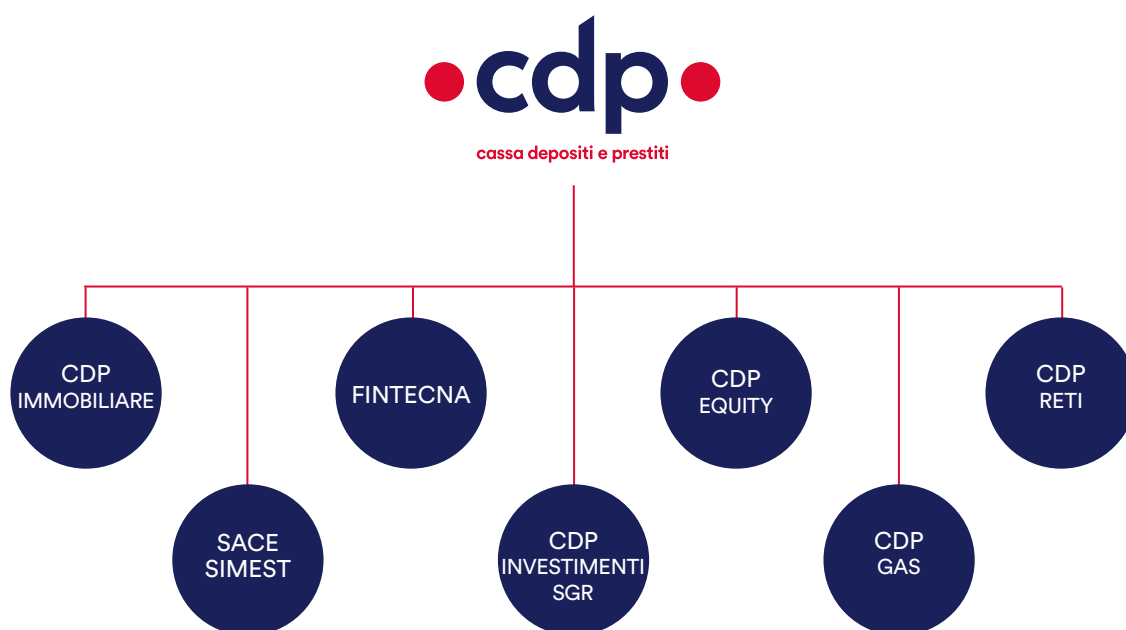 cdp
cassa depositi e prestiti
CDP
IMMOBILIARE
FINTECNA
CDP
EQUITY
CDP
RETI
SACE
SIMEST
CDP
INVESTIMENTI
SGR
CDP
GAS